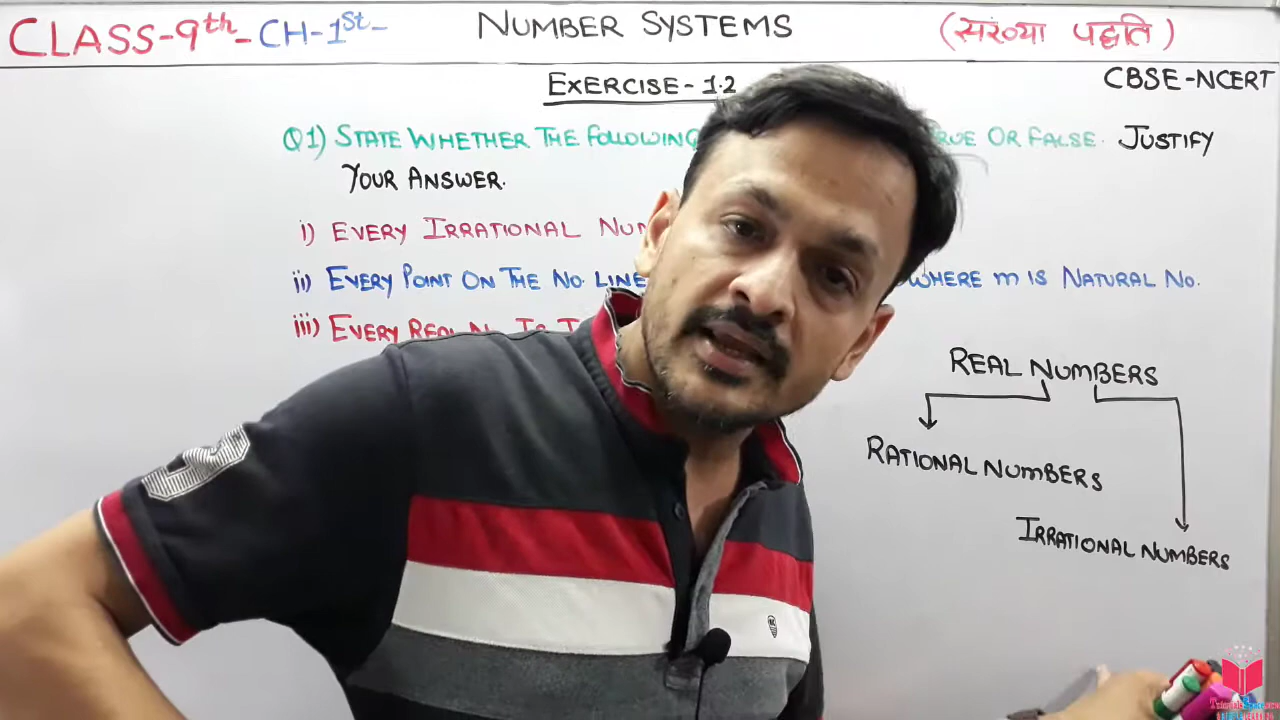 CLASS-9th-CH-1St- NUMBER SYSTEMS (संख्या पद्धति)
EXERCISE-1.2 CBSE-NCERT
Q1) STATE WHETHER THE FOLLOWING TRUE OR FALSE. JUSTIFY
YOUR ANSWER.
i) EVERY IRRATIONAL
ii) EVERY POINT ON THE NO. LINE WHERE m IS NATURAL NO.
iii) EVERY
REAL NUMBERS
RATIONAL NUMBERS
IRRATIONAL NUMBERS
3